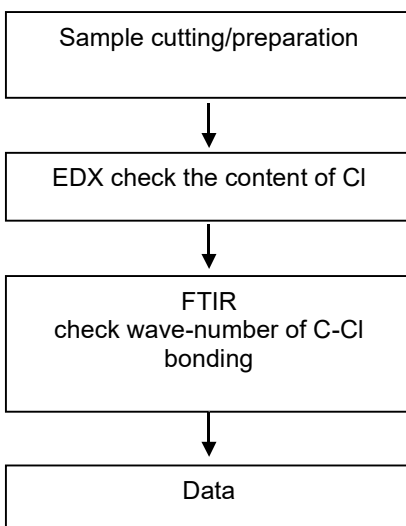 Sample cutting/preparation
EDX check the content of Cl
FTIR
check wave-number of C-Cl
bonding
Data